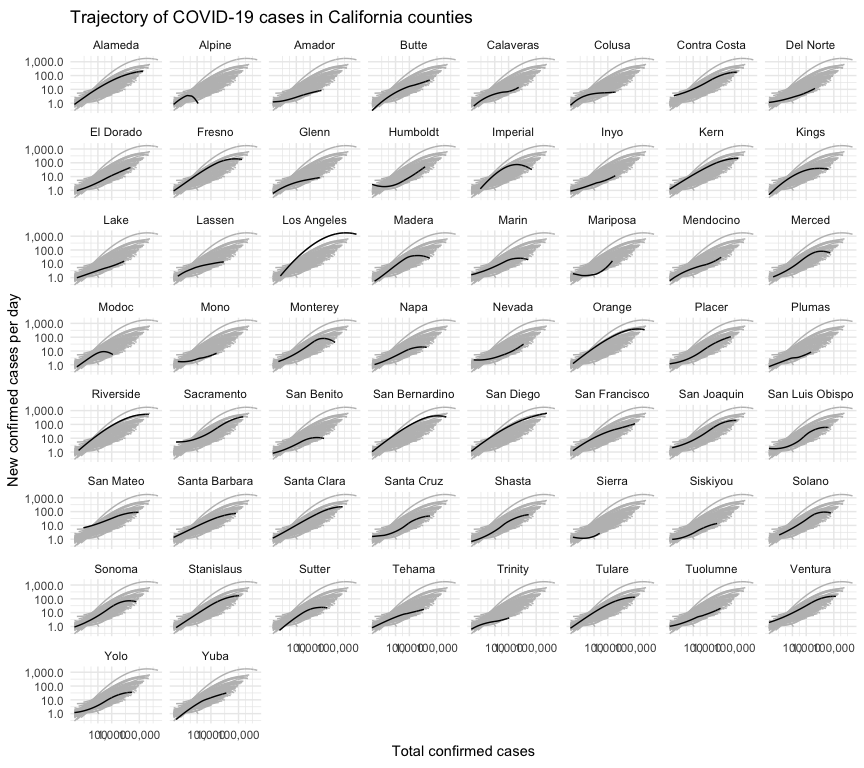 Trajectory of COVID-19 cases in California counties
Alameda Alpine Amador Butte Calaveras Colusa Contra Costa Del Norte
1,000.0
100.0
10.0
1.0
El Dorado Fresno Glenn Humboldt Imperial Inyo Kern Kings
1,000.0
100.0
10.0
1.0
Lake Lassen Los Angeles Madera Marin Mariposa Mendocino Merced
1,000.0
100.0
10.0
1.0
Modoc Mono Monterey Napa Nevada Orange Placer Plumas
1,000.0
100.0
10.0
1.0
Riverside Sacramento San Benito San Bernardino San Diego San Francisco San Joaquin San Luis Obispo
1,000.0
100.0
10.0
1.0
San Mateo Santa Barbara Santa Clara Santa Cruz Shasta Sierra Siskiyou Solano
1,000.0
100.0
10.0
1.0
Sonoma Stanislaus Sutter Tehama Trinity Tulare Tuolumne Ventura
1,000.0
100.0
10.0
1.0
Yolo Yuba
1,000.0
100.0
10.0
1.0
New confirmed cases per day
Total confirmed cases